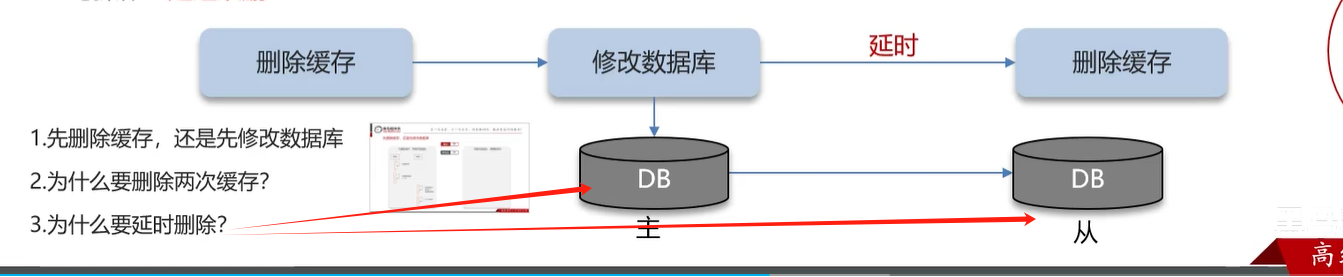 删除缓存
修改数据库
延时
删除缓存
1.先删除缓存，还是先修改数据库
2.为什么要删除两次缓存？
3.为什么要延时删除？
DB
DB
主
从